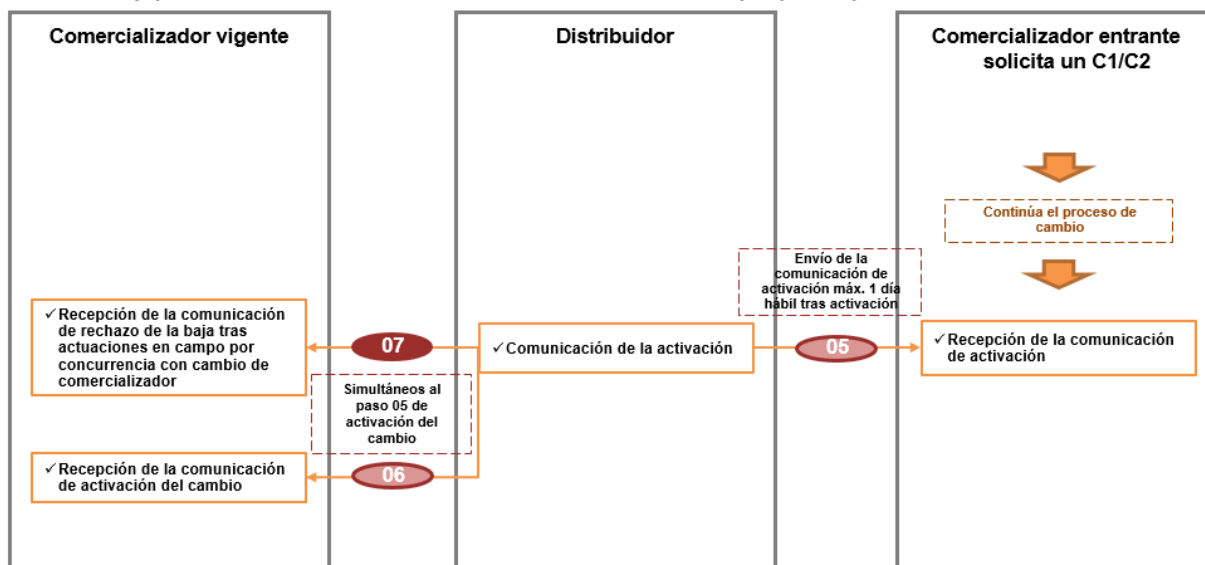 Comercializador vigente
Distribuidor
Comercializador entrante
solicita un C1/C2
Continúa el proceso de
cambio
Envío de la
comunicación de
activación máx. 1 día
hábil tras activación
✓Recepción de la comunicación
de rechazo de la baja tras
actuaciones en campo por
concurrencia con cambio de
comercializador
07
✓Comunicación de la activación
05
✓Recepción de la comunicación
de activación
Simultáneos al
paso 05 de
activación del
cambio
✓Recepción de la comunicación
de activación del cambio
06